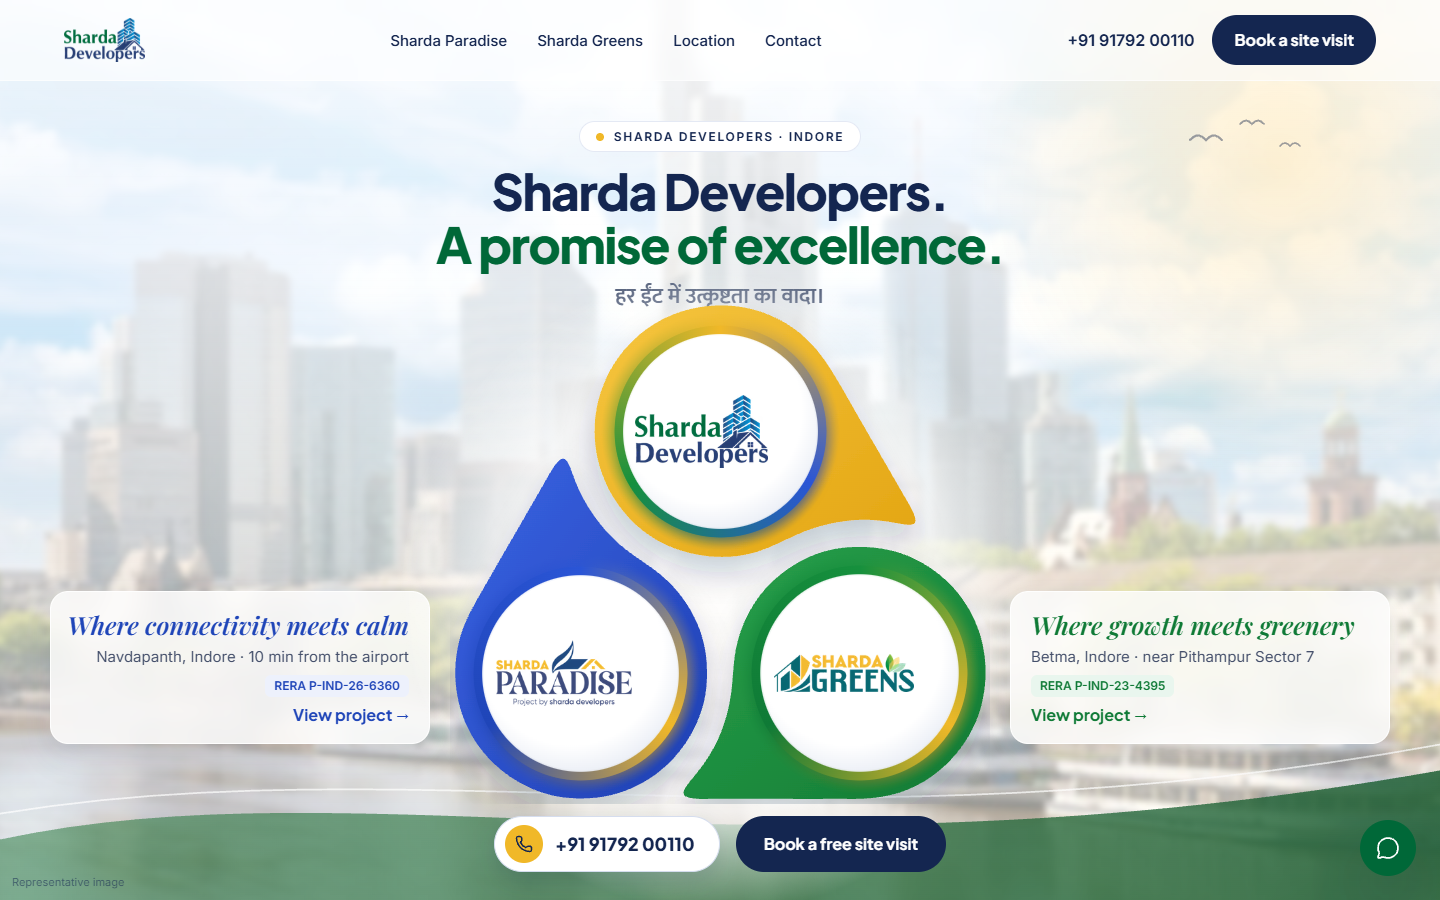 Sharda
Developers
Sharda Paradise
Sharda Greens
Location
Contact
+91 91792 00110
Book a site visit
SHARDA DEVELOPERS · INDORE
Sharda Developers.
A promise of excellence.
हर ईंट में उत्कृष्टता का वादा।
Sharda
Developers
Where connectivity meets calm
Navdapanth, Indore · 10 min from the airport
RERA P-IND-26-6360
View project →
SHARDA
PARADISE
Project by sharda developers
SHARDA
GREENS
Where growth meets greenery
Betma, Indore · near Pithampur Sector 7
RERA P-IND-23-4395
View project →
+91 91792 00110
Book a free site visit
Representative image